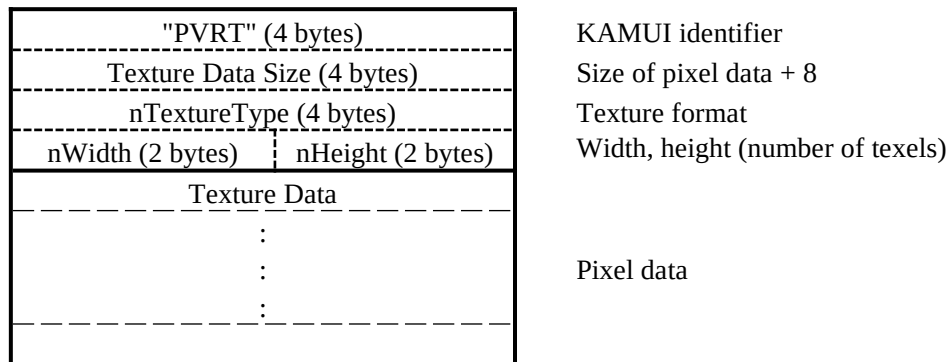 "PVRT" (4 bytes) KAMUI identifier
Texture Data Size (4 bytes) Size of pixel data + 8
nTextureType (4 bytes) Texture format
nWidth (2 bytes) nHeight (2 bytes) Width, height (number of texels)
Texture Data
:
: Pixel data
: